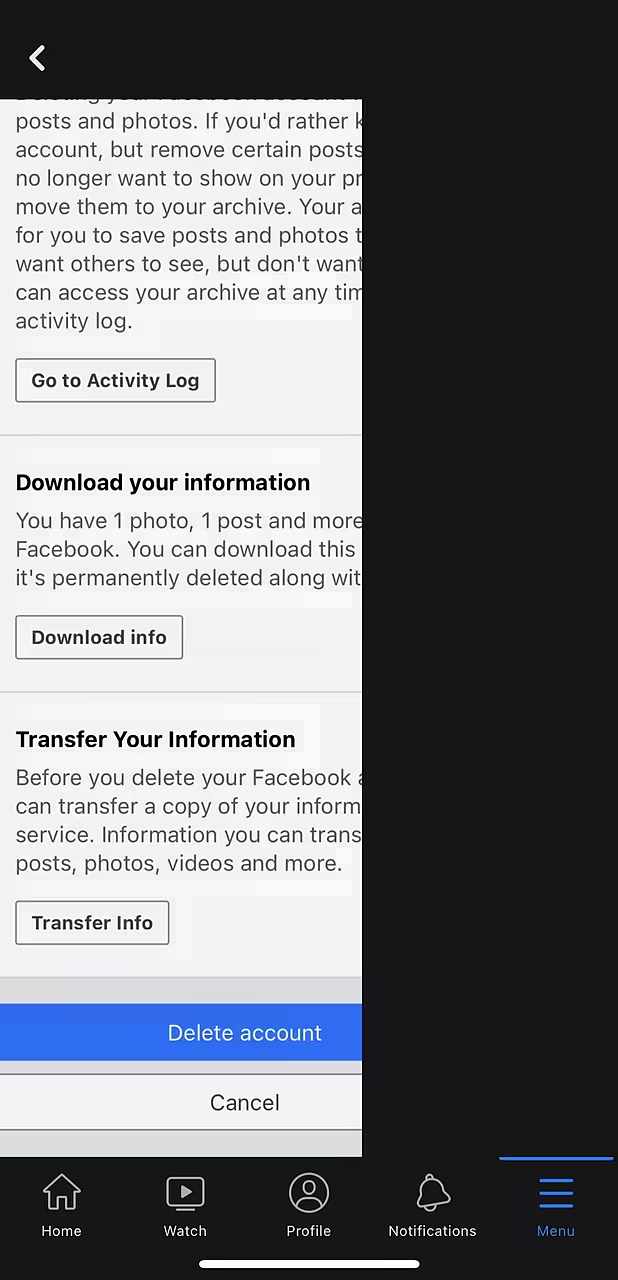 posts and photos. If you'd rather k
account, but remove certain posts
no longer want to show on your pr
move them to your archive. Your a
for you to save posts and photos t
want others to see, but don't want
can access your archive at any tim
activity log.
Go to Activity Log
Download your information
You have 1 photo, 1 post and more
Facebook. You can download this
it's permanently deleted along wit
Download info
Transfer Your Information
Before you delete your Facebook a
can transfer a copy of your inform
service. Information you can trans
posts, photos, videos and more.
Transfer Info
Delete account
Cancel
Home
Watch
Profile
Notifications
Menu